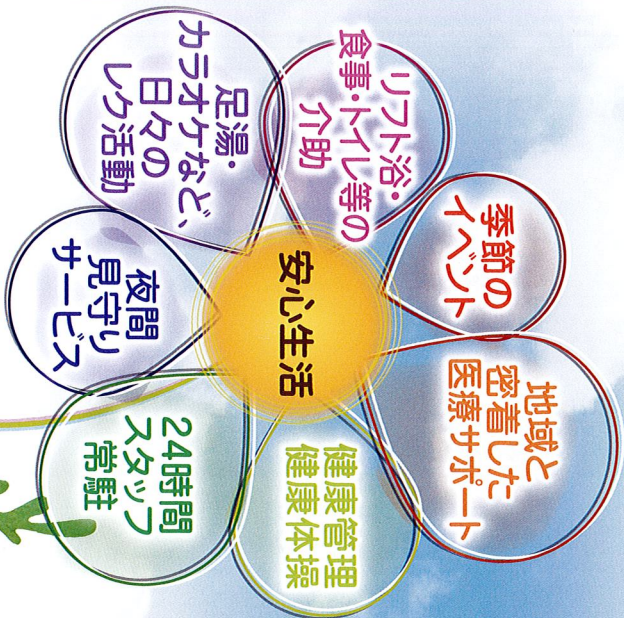 季節の
イベント
地域と
密着した
医療サポート
健康管理
健康体操
24時間
スタッフ
常駐
夜間
見守り
サービス
足湯・
カラオケなど、
日々の
レク活動
リフト浴・
食事・トイレ等の
介助
安心生活